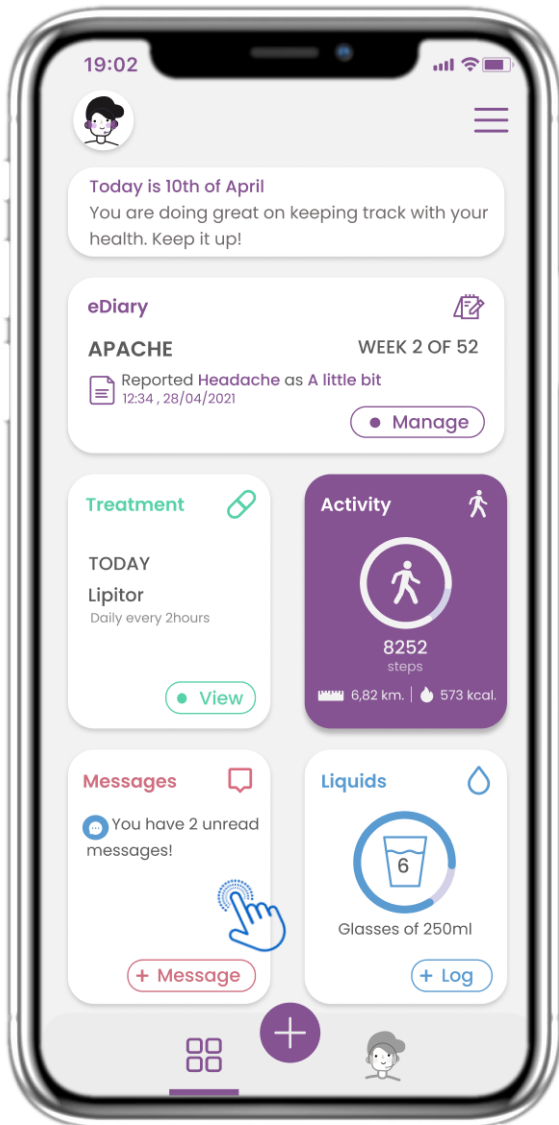 19:02
Today is 10th of April
You are doing great on keeping track with your
health. Keep it up!
eDiary
APACHE
WEEK 2 OF 52
Reported Headache as A little bit
12:34 , 28/04/2021
Manage
Treatment
TODAY
Lipitor
Daily every 2hours
View
Activity
8252
steps
6,82 km.
573 kcal.
Messages
You have 2 unread
messages!
+ Message
Liquids
6
Glasses of 250ml
+ Log